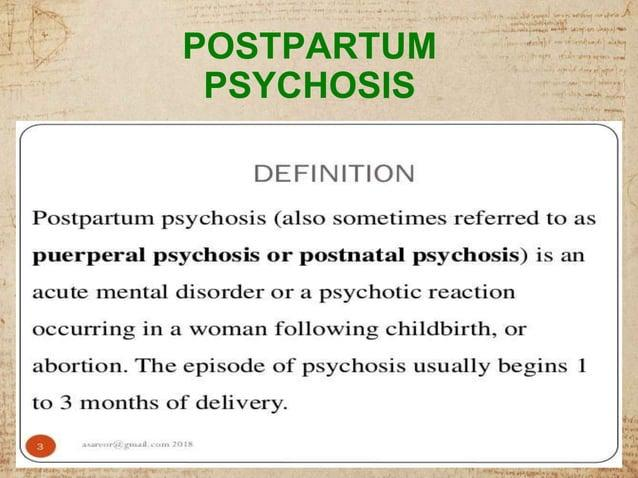 POSTPARTUM
PSYCHOSIS
DEFINITION
Postpartum psychosis (also sometimes referred to as
puerperal psychosis or postnatal psychosis) is an
acute mental disorder or a psychotic reaction
occurring in a woman following childbirth, or
abortion. The episode of psychosis usually begins 1
to 3 months of delivery.
3
asareor@gmail.com 2018